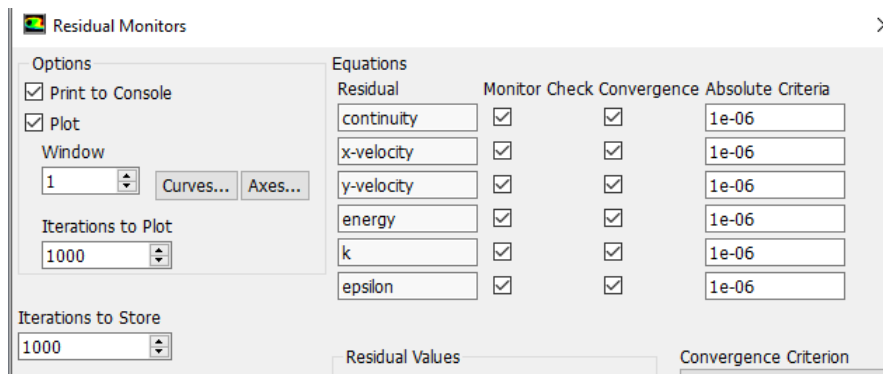 Residual Monitors
Options
Print to Console
Plot
Window
1
Curves... Axes...
Iterations to Plot
1000
Iterations to Store
1000
Equations
Residual Monitor Check Convergence Absolute Criteria
continuity 1e-06
x-velocity 1e-06
y-velocity 1e-06
energy 1e-06
k 1e-06
epsilon 1e-06
Residual Values
Convergence Criterion